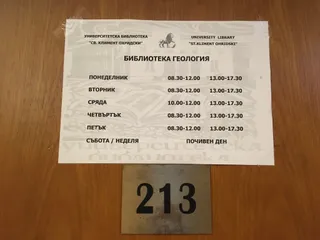 УНИВЕРСИТЕТСКА БИБЛИОТЕКА
"СВ. КЛИМЕНТ ОХРИДСКИ"
UNIVERSITY LIBRARY
"ST.KLIMENT OHRIDSKY"
БИБЛИОТЕКА ГЕОЛОГИЯ
ПОНЕДЕЛНИК 08.30-12.00 13.00-17.30
ВТОРНИК 08.30-12.00 13.00-17.30
СРЯДА 10.00-12.00 13.00-17.30
ЧЕТВЪРТЪК 08.30-12.00 13.00-17.30
ПЕТЪК 08.30-12.00 13.00-17.30
СЪБОТА / НЕДЕЛЯ ПОЧИВЕН ДЕН
213